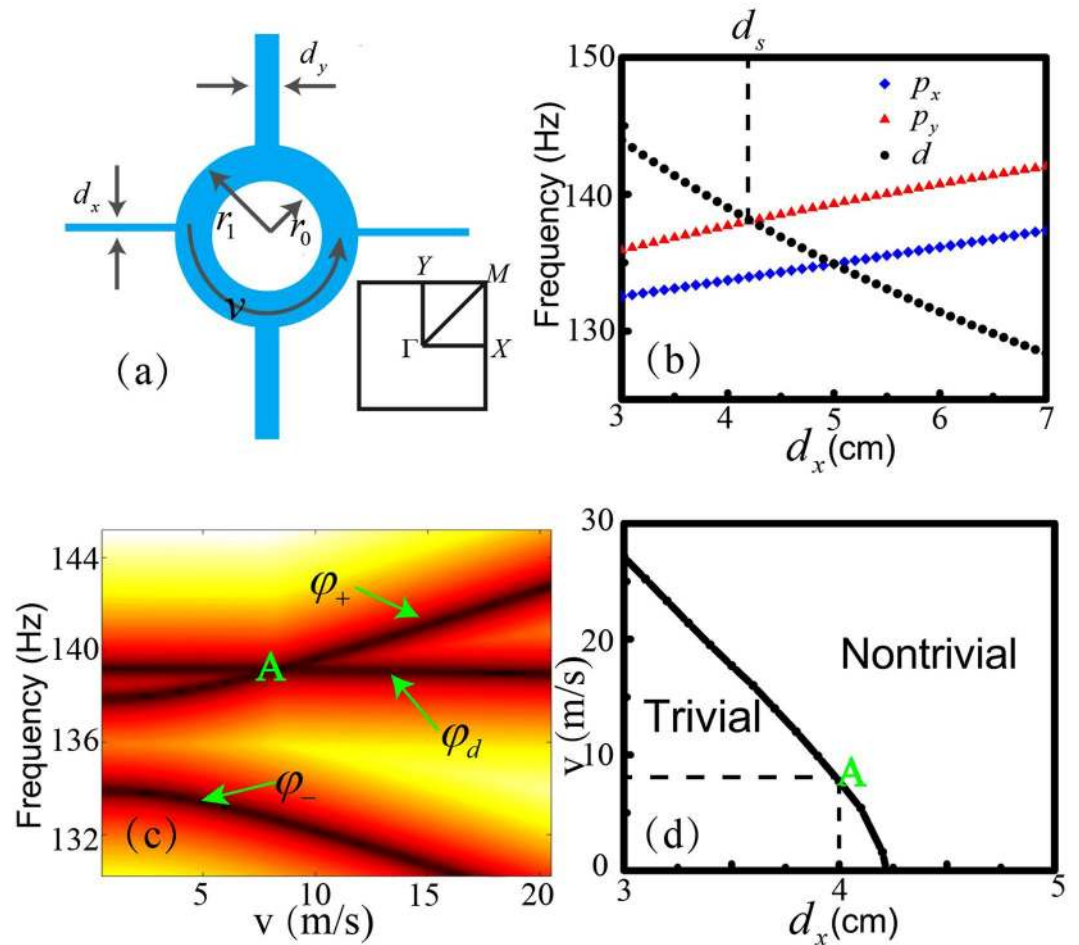 d_y
d_x
r_1
r_0
v
Y
M
Γ
X
(a)
d_s
150
140
130
Frequency (Hz)
p_x
p_y
d
(b)
3 4 5 6 7
d_x(cm)
144
140
136
132
Frequency (Hz)
φ_+
A
φ_d
φ_-
(c)
5 10 15 20
v (m/s)
30
20
10
0
v (m/s)
Nontrivial
Trivial
A
(d)
3 4 5
d_x(cm)